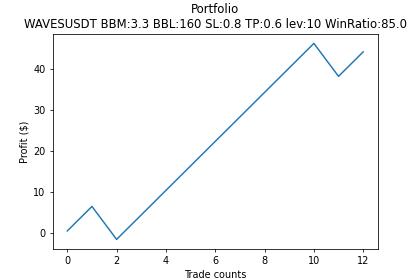 Portfolio
WAVESUSDT BBM:3.3 BBL:160 SL:0.8 TP:0.6 lev:10 WinRatio:85.0
40
30
20
10
0
Profit ($)
0 2 4 6 8 10 12
Trade counts